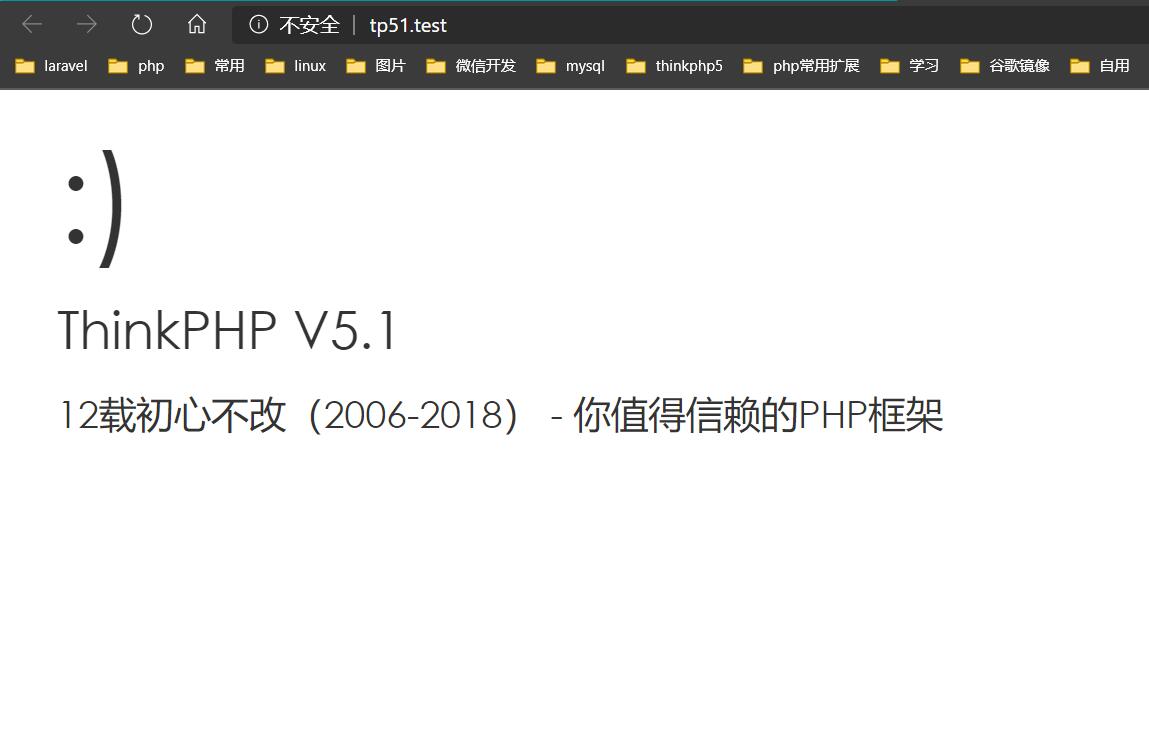 不安全 | tp51.test
laravel php 常用 linux 图片 微信开发 mysql thinkphp5 php常用扩展 学习 谷歌镜像 自用
:)
ThinkPHP V5.1
12载初心不改（2006-2018） - 你值得信赖的PHP框架